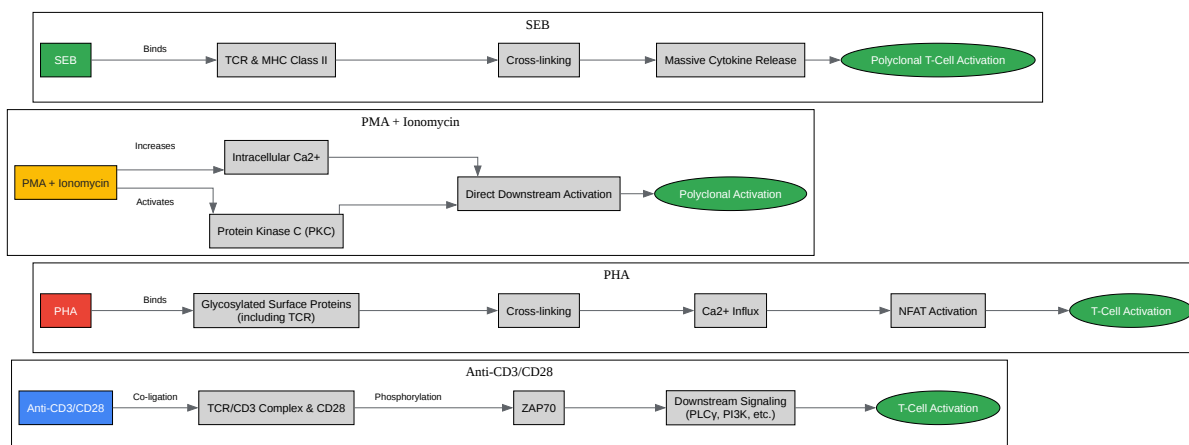 SEB
SEB
Binds
TCR & MHC Class II
Cross-linking
Massive Cytokine Release
Polyclonal T-Cell Activation
PMA + Ionomycin
PMA + Ionomycin
Increases
Intracellular Ca2+
Activates
Protein Kinase C (PKC)
Direct Downstream Activation
Polyclonal Activation
PHA
PHA
Binds
Glycosylated Surface Proteins
(including TCR)
Cross-linking
Ca2+ Influx
NFAT Activation
T-Cell Activation
Anti-CD3/CD28
Anti-CD3/CD28
Co-ligation
TCR/CD3 Complex & CD28
Phosphorylation
ZAP70
Downstream Signaling
(PLCγ, PI3K, etc.)
T-Cell Activation